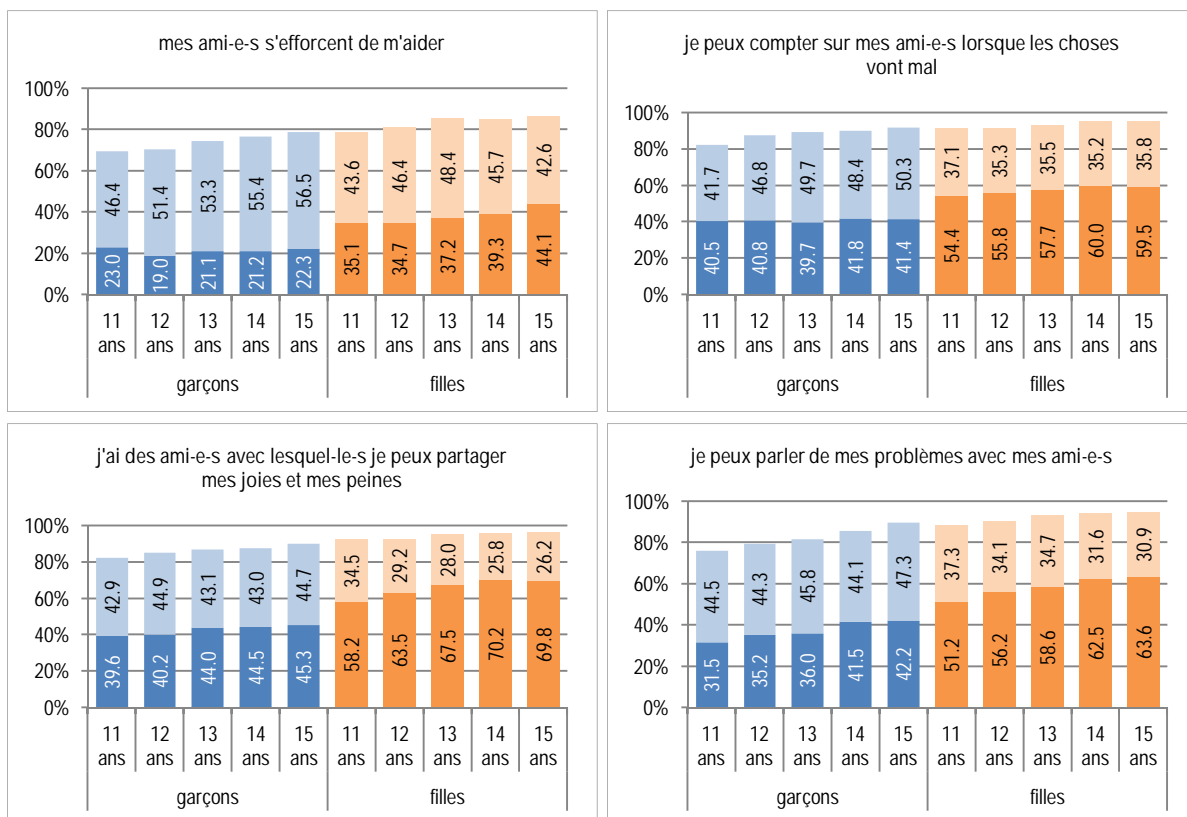 mes ami-e-s s'efforcent de m'aider
100%
80%
60%
40%
20%
0%
46.4 51.4 53.3 55.4 56.5 43.6 46.4 48.4 45.7 42.6
23.0 19.0 21.1 21.2 22.3 35.1 34.7 37.2 39.3 44.1
11 12 13 14 15 11 12 13 14 15
ans ans ans ans ans ans ans ans ans ans
garçons filles
je peux compter sur mes ami-e-s lorsque les choses
vont mal
100%
80%
60%
40%
20%
0%
41.7 46.8 49.7 48.4 50.3 37.1 35.3 35.5 35.2 35.8
40.5 40.8 39.7 41.8 41.4 54.4 55.8 57.7 60.0 59.5
11 12 13 14 15 11 12 13 14 15
ans ans ans ans ans ans ans ans ans ans
garçons filles
j'ai des ami-e-s avec lesquel-le-s je peux partager
mes joies et mes peines
100%
80%
60%
40%
20%
0%
42.9 44.9 43.1 43.0 44.7 34.5 29.2 28.0 25.8 26.2
39.6 40.2 44.0 44.5 45.3 58.2 63.5 67.5 70.2 69.8
11 12 13 14 15 11 12 13 14 15
ans ans ans ans ans ans ans ans ans ans
garçons filles
je peux parler de mes problèmes avec mes ami-e-s
100%
80%
60%
40%
20%
0%
44.5 44.3 45.8 44.1 47.3 37.3 34.1 34.7 31.6 30.9
31.5 35.2 36.0 41.5 42.2 51.2 56.2 58.6 62.5 63.6
11 12 13 14 15 11 12 13 14 15
ans ans ans ans ans ans ans ans ans ans
garçons filles